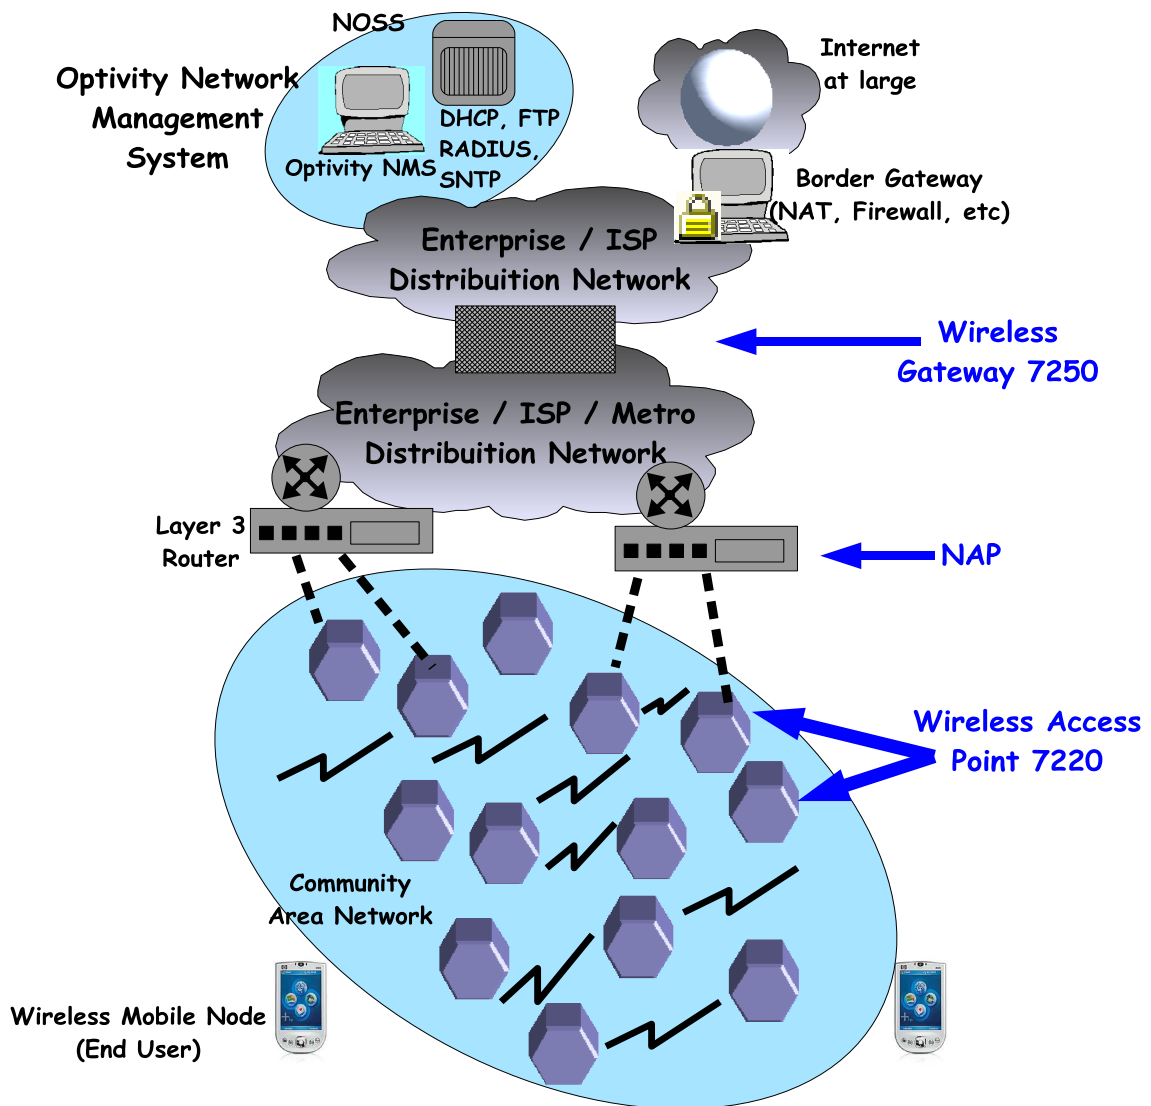 NOSS
Optivity Network
Management
System
Optivity NMS
DHCP, FTP
RADIUS,
SNTP
Internet
at large
Border Gateway
(NAT, Firewall, etc)
Enterprise / ISP
Distribuition Network
Wireless
Gateway 7250
Enterprise / ISP / Metro
Distribuition Network
Layer 3
Router
NAP
Wireless Access
Point 7220
Community
Area Network
Wireless Mobile Node
(End User)